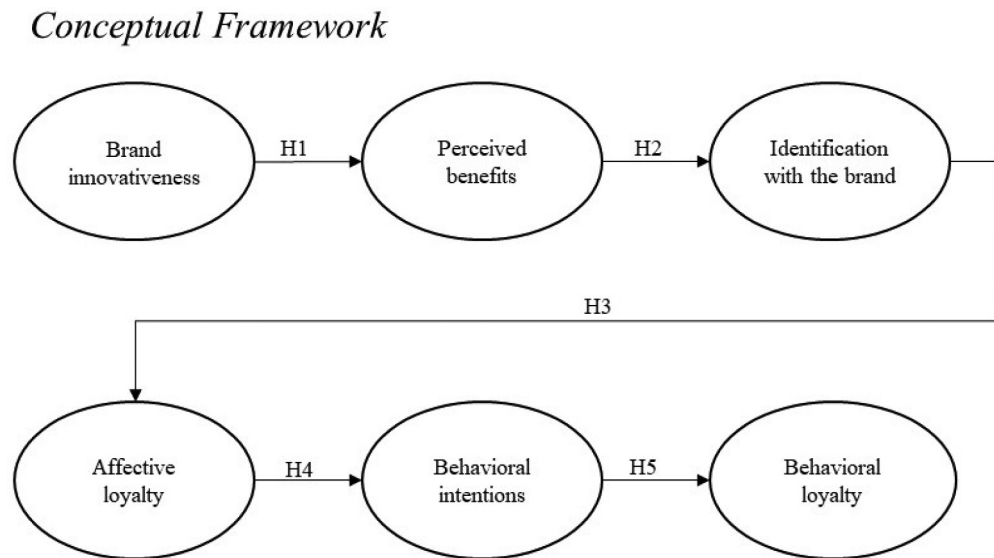 Conceptual Framework
Brand
innovativeness
H1
Perceived
benefits
H2
Identification
with the brand
H3
Affective
loyalty
H4
Behavioral
intentions
H5
Behavioral
loyalty